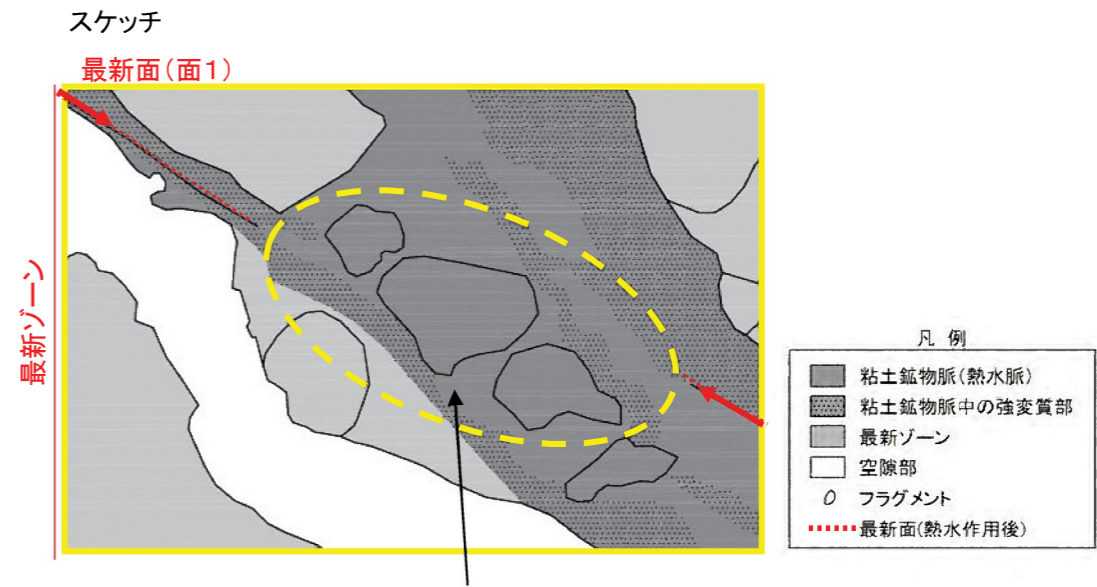 スケッチ
最新面(面1)
最新ゾーン
凡 例
粘土鉱物脈(熱水脈)
粘土鉱物脈中の強変質部
最新ゾーン
空隙部
フラグメント
最新面(熱水作用後)